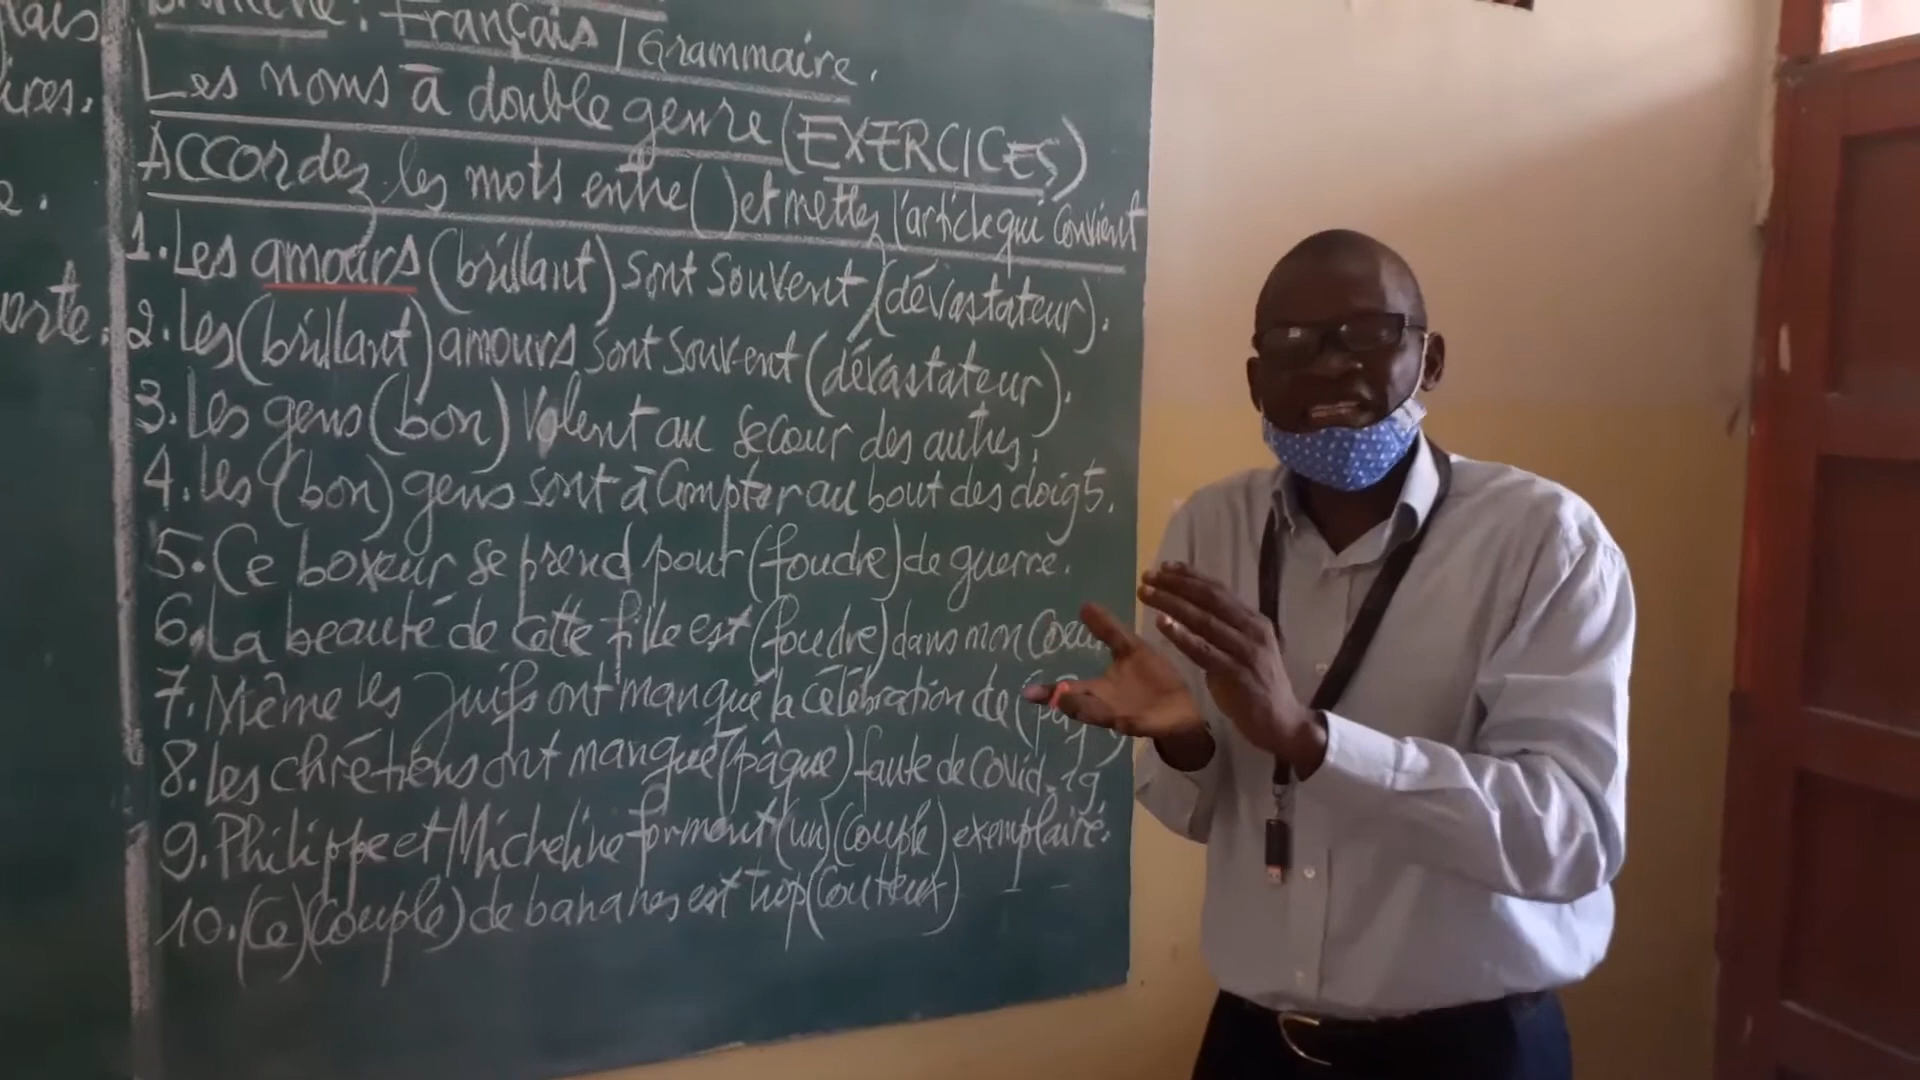 Français / Grammaire.
Les noms à double genre (EXERCICES)
Accordez les mots entre ( ) et mettez l'article qui convient
1. Les amours (brillant) sont souvent (dévastateur).
2. Les (brillant) amours sont souvent (dévastateur).
3. Les gens (bon) volent au secour des autres.
4. Les (bon) gens sont à compter au bout des doigts.
5. Ce boxeur se prend pour (foudre) de guerre.
6. La beauté de cette fille est (foudre) dans mon
7. Même les Juifs ont manqué la célébration de
8. Les chrétiens ont manqué (pâque) faute de Covid-19.
9. Philippe et Micheline forment (un) (couple) exemplaire.
10. (Ce) (couple) de bananes est trop (couteux)